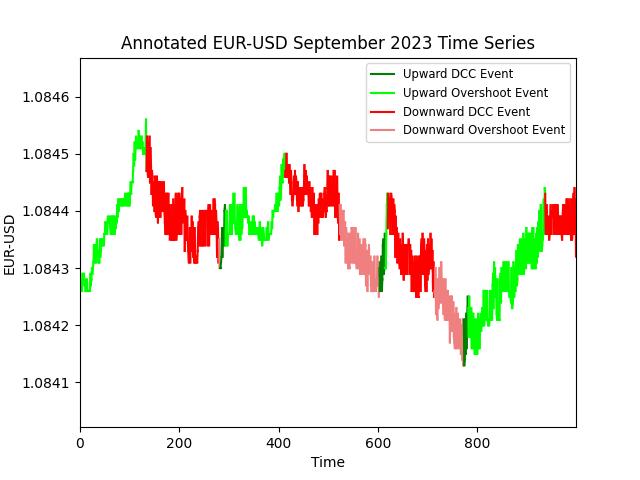 Annotated EUR-USD September 2023 Time Series
Upward DCC Event
Upward Overshoot Event
Downward DCC Event
Downward Overshoot Event
1.0846
1.0845
1.0844
1.0843
1.0842
1.0841
EUR-USD
0 200 400 600 800
Time